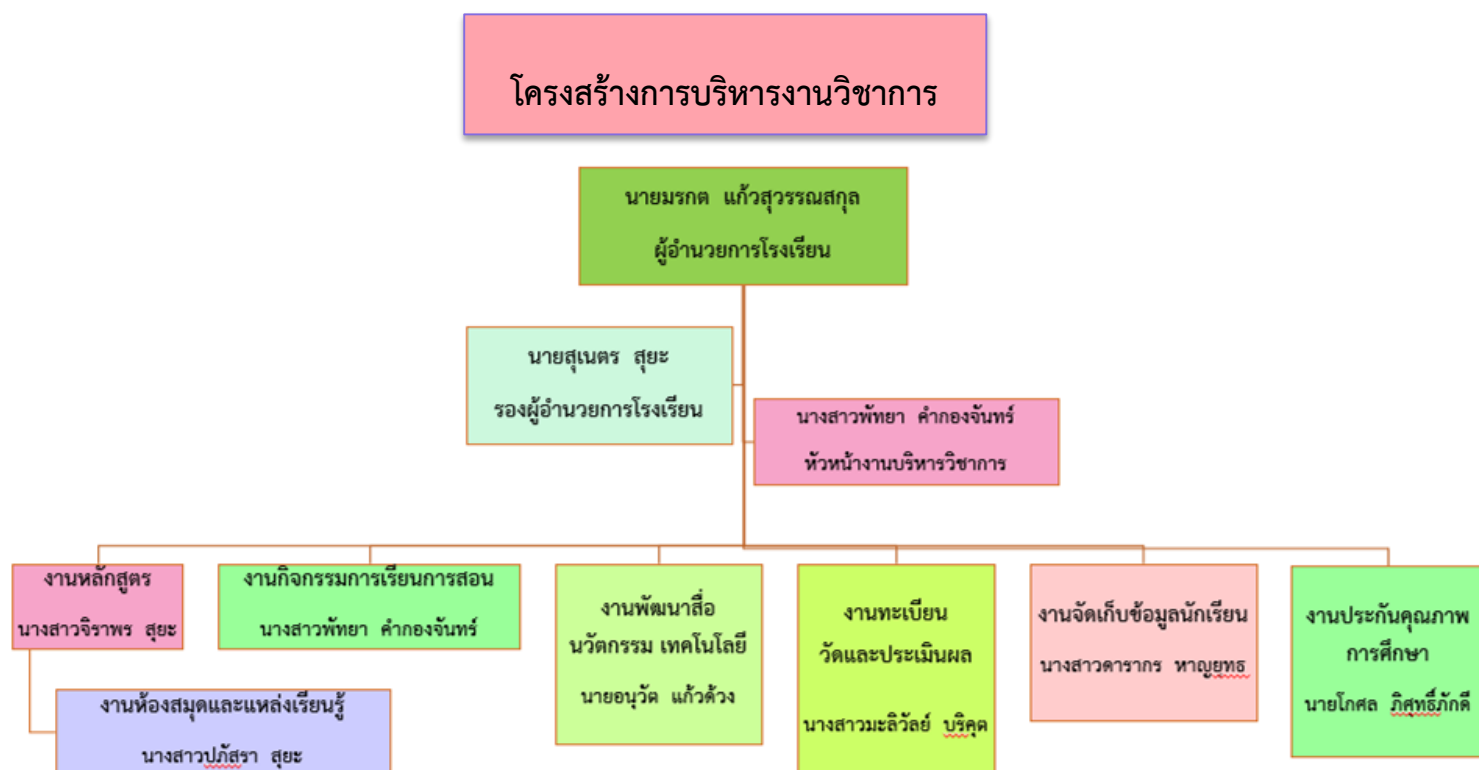 โครงสร้างการบริหารงานวิชาการ
นายมรกต แก้วสุวรรณสกุล
ผู้อำนวยการโรงเรียน
นายสุเนตร สุยะ
รองผู้อำนวยการโรงเรียน
นางสาวพัทยา คำกองจันทร์
หัวหน้างานบริหารวิชาการ
งานหลักสูตร
นางสาวจิราพร สุยะ
งานกิจกรรมการเรียนการสอน
นางสาวพัทยา คำกองจันทร์
งานพัฒนาสื่อ
นวัตกรรม เทคโนโลยี
นายอนุวัต แก้วด้วง
งานทะเบียน
วัดและประเมินผล
นางสาวมะลิวัลย์ บริคุต
งานจัดเก็บข้อมูลนักเรียน
นางสาวดารากร หาญยุทธ
งานประกันคุณภาพ
การศึกษา
นายโกศล ภิศุทธิ์ภักดี
งานห้องสมุดและแหล่งเรียนรู้
นางสาวปภัสรา สุยะ